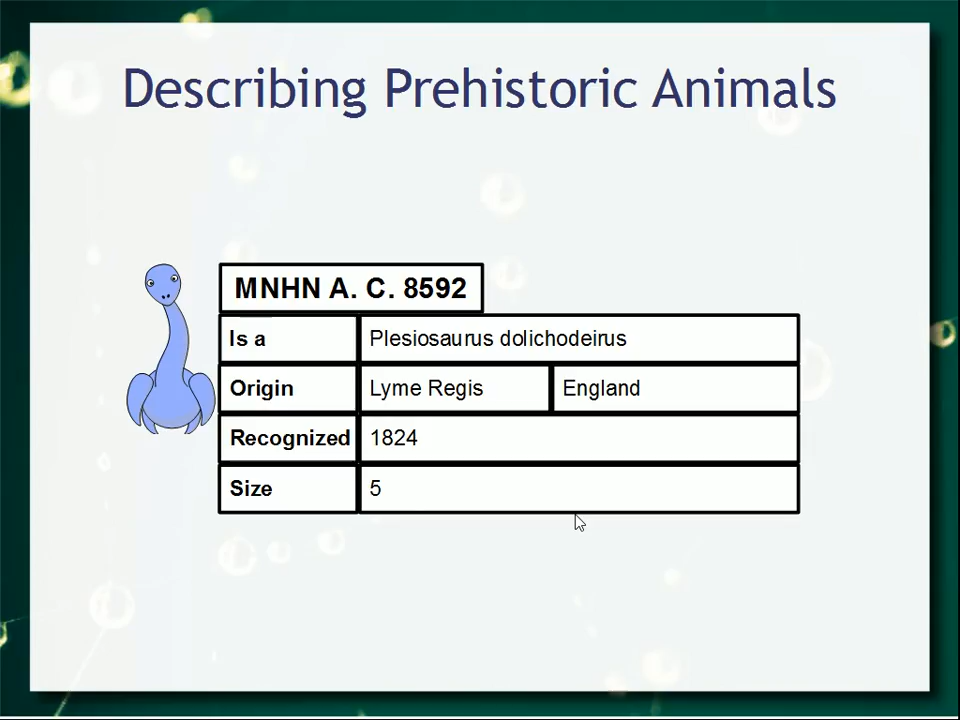 Describing Prehistoric Animals
MNHN A. C. 8592
Is a Plesiosaurus dolichodeirus
Origin Lyme Regis England
Recognized 1824
Size 5